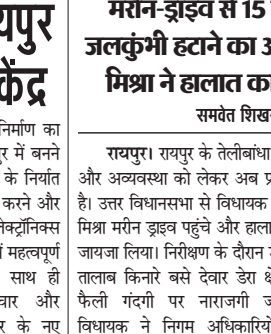 यपुर
केंद्र
निर्माण का
पुर में बनने
के निर्यात
करने और
लेक्ट्रॉनिक्स
महत्वपूर्ण
साथ ही
और
र के नए
मरीन-ड्राइव से 15
जलकुंभी हटाने का अ
मिश्रा ने हालात का
समवेत शिखर
रायपुर। रायपुर के तेलीबांधा
और अव्यवस्था को लेकर अब प्र
है। उत्तर विधानसभा से विधायक
मिश्रा मरीन ड्राइव पहुंचे और हाला
जायजा लिया। निरीक्षण के दौरान
तालाब किनारे बसे देवार डेरा क्षे
फैली गंदगी पर नाराजगी ज
विधायक ने निगम अधिकारियों